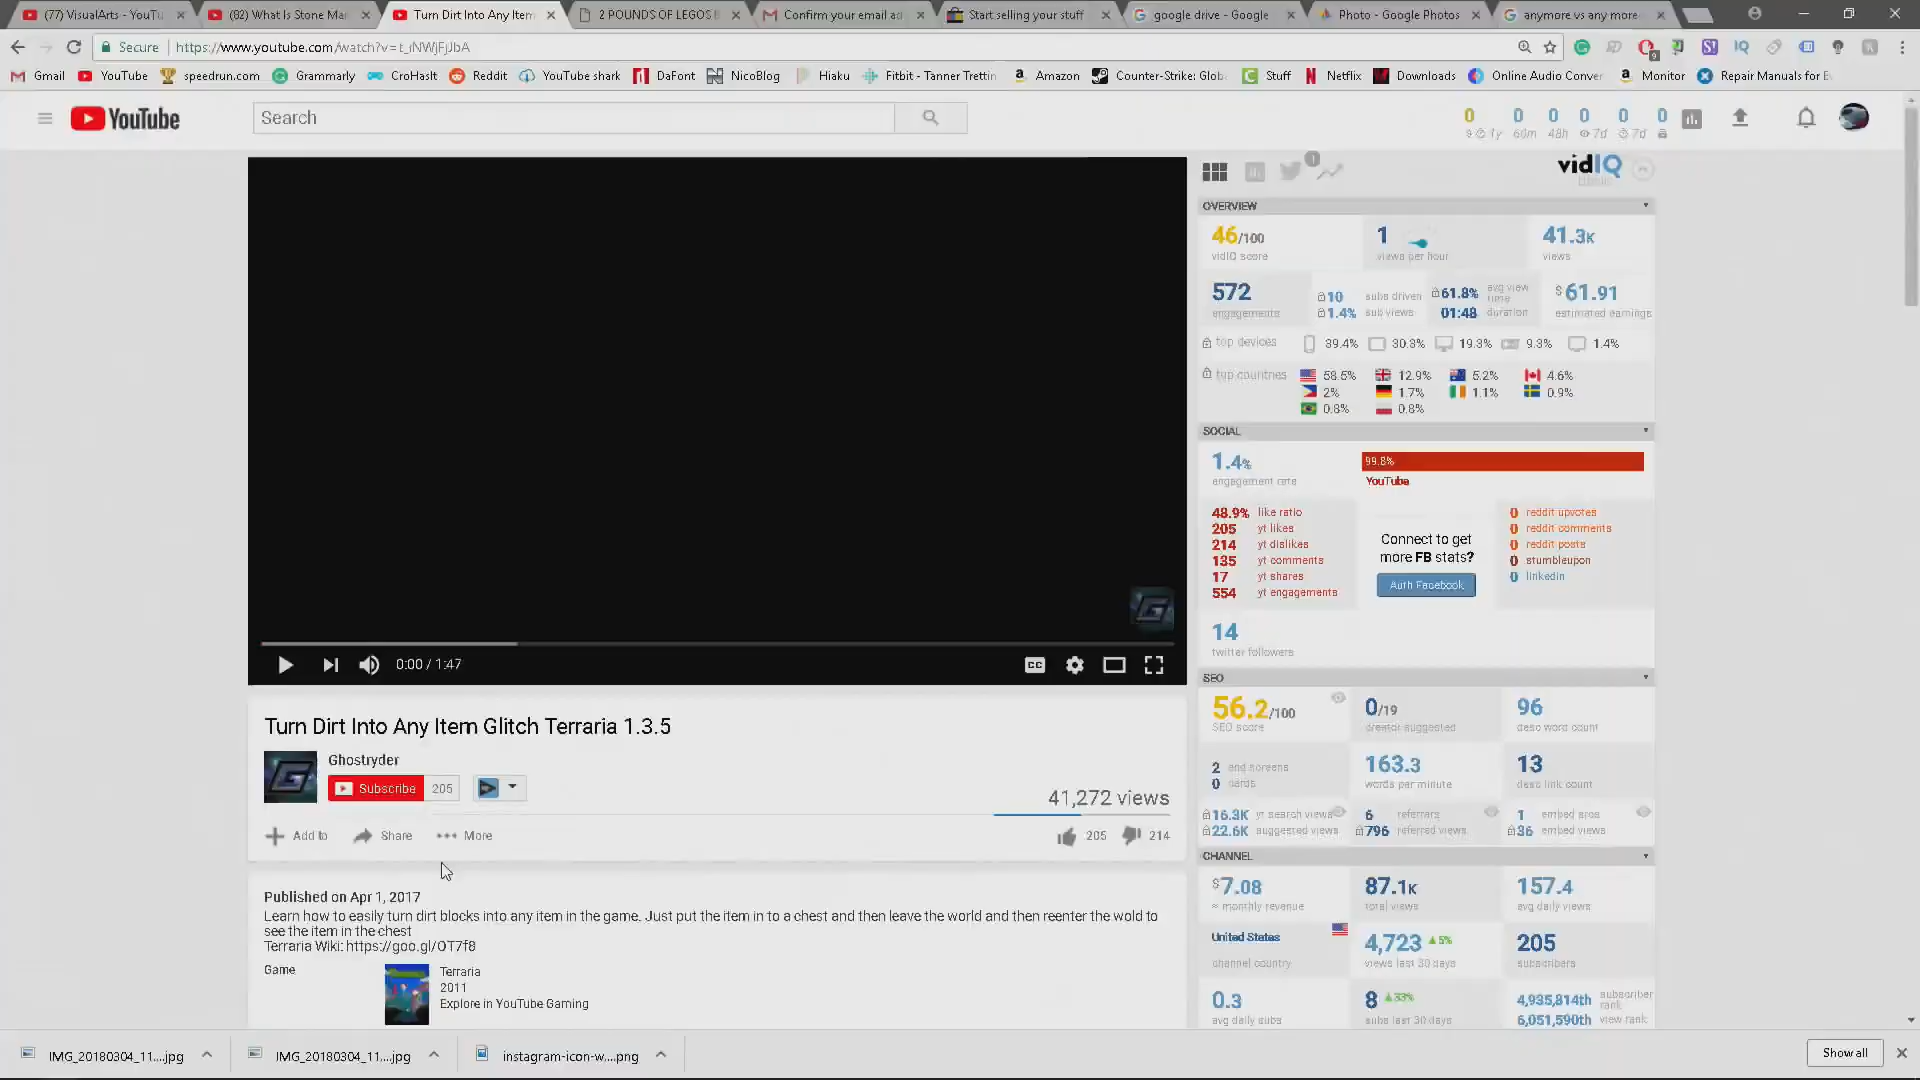 (77) VisualArts - YouTu
(82) What Is Stone Mar
Turn Dirt Into Any Item
2 POUNDS OF LEGOS
Confirm your email ad
Start selling your stuff
google drive - Google
Photo - Google Photos
anymore vs any more
Secure
https://www.youtube.com/watch?v=t_iNWjFjJbA
Gmail
YouTube
speedrun.com
Grammarly
CroHasIt
Reddit
YouTube shark
DaFont
NicoBlog
Hiaku
Fitbit - Tanner Trettin
Amazon
Counter-Strike: Glob
Stuff
Netflix
Downloads
Online Audio Conver
Monitor
Repair Manuals for E
YouTube
Search
0 0 0 0 0 0
1y 60m 48h 7d 7d
1
vidIQ
OVERVIEW
46/100
vidIQ score
1
views per hour
41.3K
views
572
engagements
10 subs driven
1.4% sub views
61.8% avg view time
01:48 duration
$61.91
estimated earnings
top devices 39.4% 30.3% 19.3% 9.3% 1.4%
top countries 58.5% 12.9% 5.2% 4.6%
2% 1.7% 1.1% 0.9%
0.8% 0.8%
SOCIAL
1.4%
engagement rate
99.8%
YouTube
48.9% like ratio
205 yt likes
214 yt dislikes
135 yt comments
17 yt shares
554 yt engagements
Connect to get
more FB stats?
Auth Facebook
0 reddit upvotes
0 reddit comments
0 reddit posts
0 stumbleupon
0 linkedin
14
twitter followers
SEO
56.2/100
SEO score
0/19
creator suggested
96
desc word count
2 end screens
0 cards
163.3
words per minute
13
desc link count
16.3K yt search views
22.6K suggested views
6 referrers
796 referred views
1 embed srcs
36 embed views
CHANNEL
$7.08
≈ monthly revenue
87.1K
total views
157.4
avg daily views
United States
channel country
4,723 5%
views last 30 days
205
subscribers
0.3
avg daily subs
8 33%
subs last 30 days
4,935,814th subscriber rank
6,051,590th view rank
0:00 / 1:47
CC
Turn Dirt Into Any Item Glitch Terraria 1.3.5
Ghostryder
Subscribe 205
41,272 views
Add to
Share
More
205
214
Published on Apr 1, 2017
Learn how to easily turn dirt blocks into any item in the game. Just put the item in to a chest and then leave the world and then reenter the wold to
see the item in the chest
Terraria Wiki: https://goo.gl/OT7f8
Game
Terraria
2011
Explore in YouTube Gaming
IMG_20180304_11....jpg
IMG_20180304_11....jpg
instagram-icon-w....png
Show all